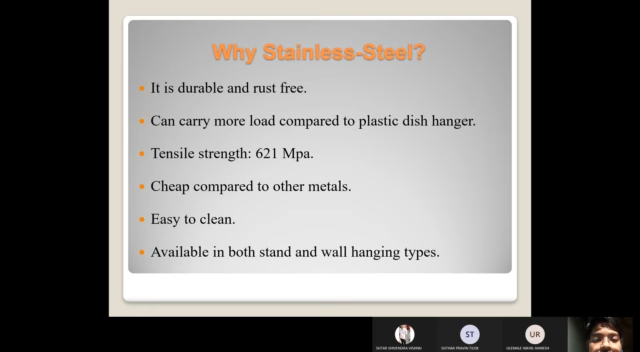 Why Stainless-Steel?
It is durable and rust free.
Can carry more load compared to plastic dish hanger.
Tensile strength: 621 Mpa.
Cheap compared to other metals.
Easy to clean.
Available in both stand and wall hanging types.
ST
UR